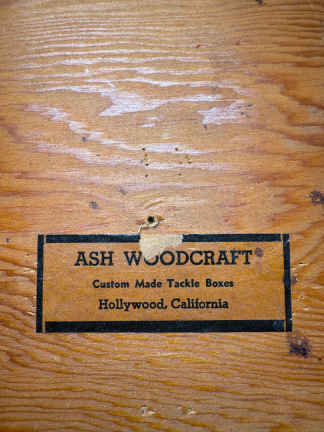 ASH WOODCRAFT
Custom Made Tackle Boxes
Hollywood, California